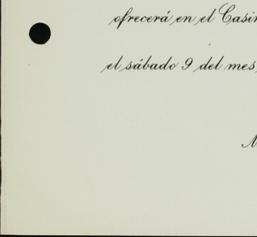 ofrecerá en el Casin
el sábado 9 del mes